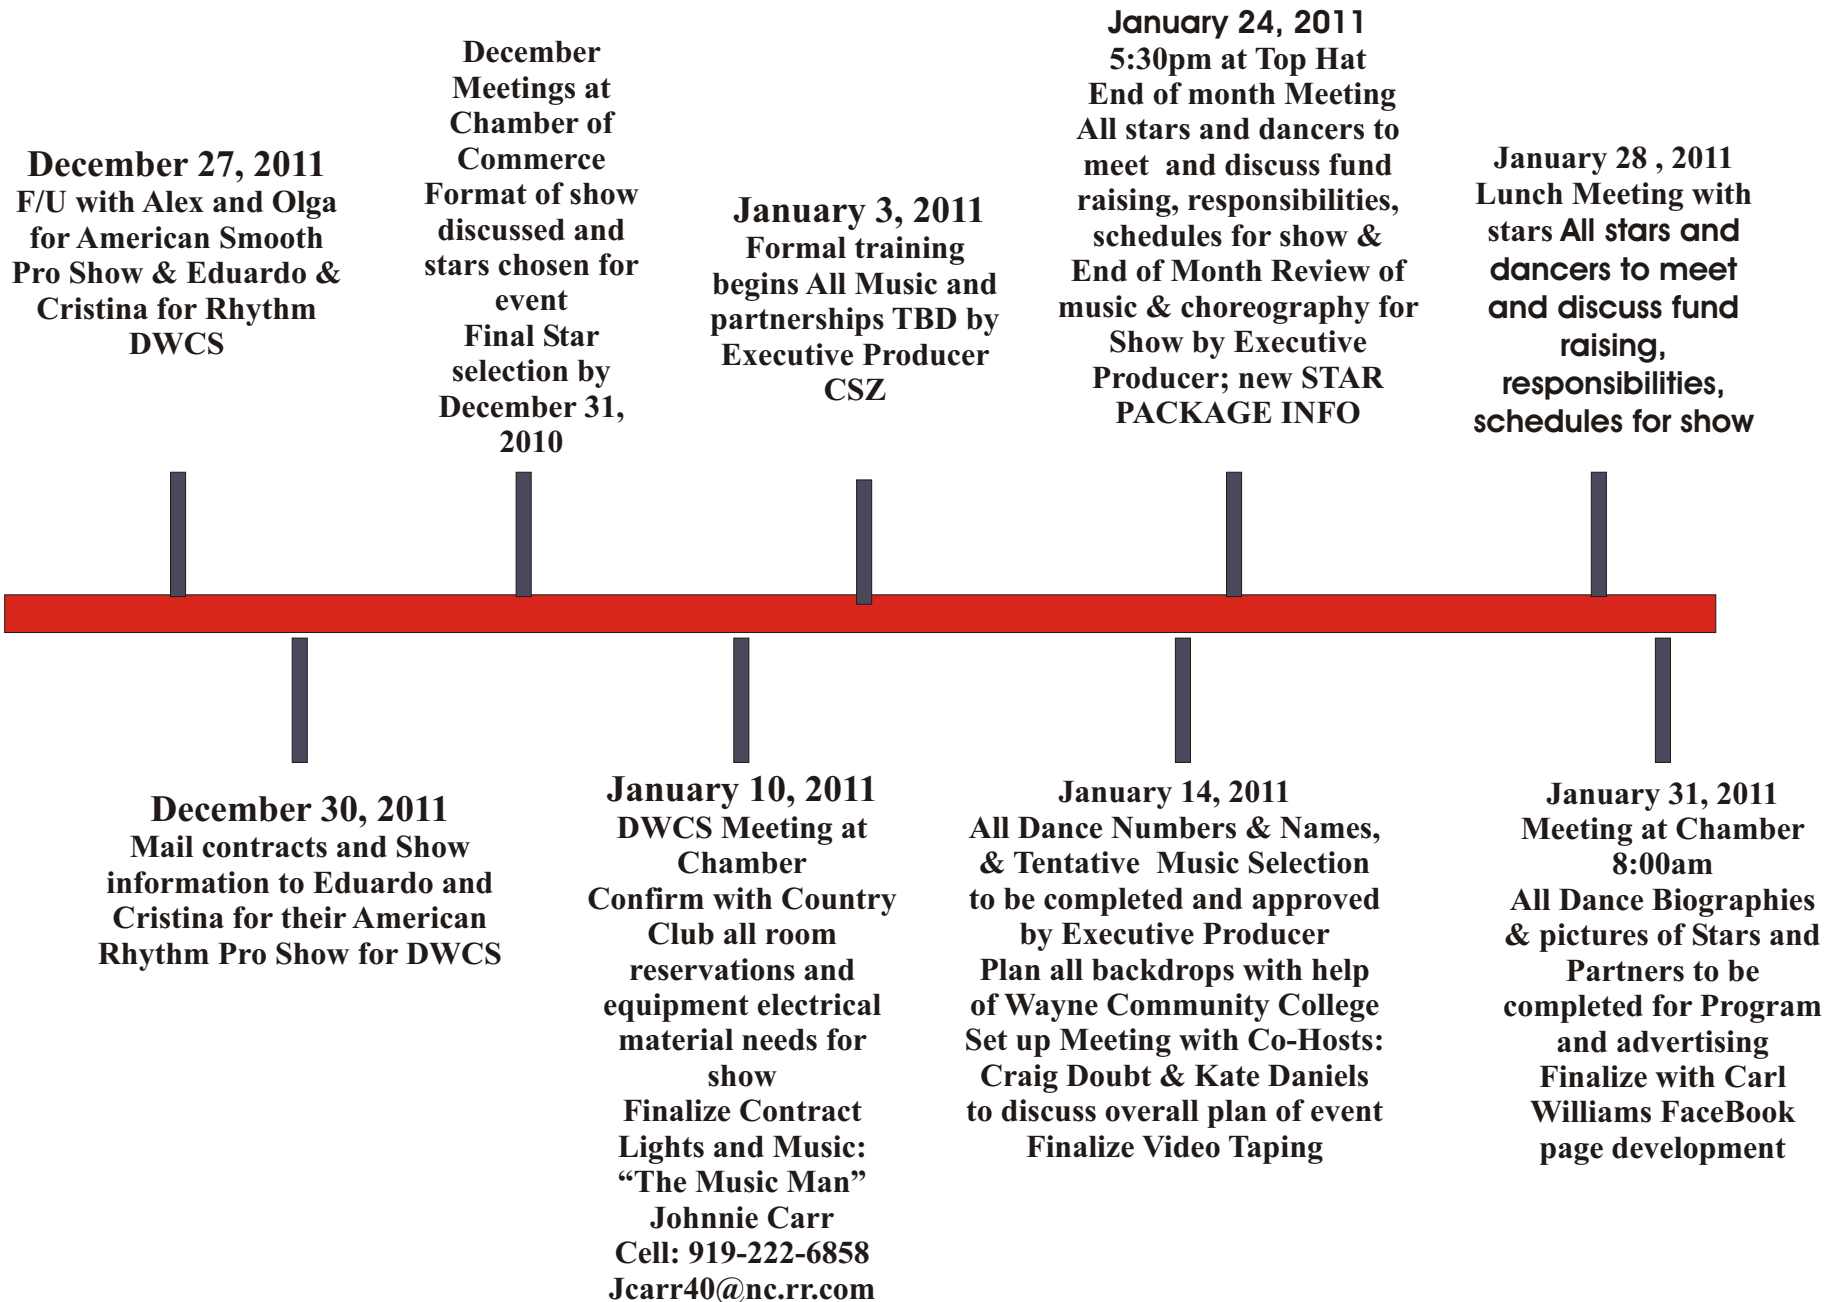 December 27, 2011
F/U with Alex and Olga
for American Smooth
Pro Show & Eduardo &
Cristina for Rhythm
DWCS
December
Meetings at
Chamber of
Commerce
Format of show
discussed and
stars chosen for
event
Final Star
selection by
December 31,
2010
January 3, 2011
Formal training
begins All Music and
partnerships TBD by
Executive Producer
CSZ
January 24, 2011
5:30pm at Top Hat
End of month Meeting
All stars and dancers to
meet and discuss fund
raising, responsibilities,
schedules for show &
End of Month Review of
music & choreography for
Show by Executive
Producer; new STAR
PACKAGE INFO
January 28 , 2011
Lunch Meeting with
stars All stars and
dancers to meet
and discuss fund
raising,
responsibilities,
schedules for show
December 30, 2011
Mail contracts and Show
information to Eduardo and
Cristina for their American
Rhythm Pro Show for DWCS
January 10, 2011
DWCS Meeting at
Chamber
Confirm with Country
Club all room
reservations and
equipment electrical
material needs for
show
Finalize Contract
Lights and Music:
“The Music Man”
Johnnie Carr
Cell: 919-222-6858
Jcarr40@nc.rr.com
January 14, 2011
All Dance Numbers & Names,
& Tentative Music Selection
to be completed and approved
by Executive Producer
Plan all backdrops with help
of Wayne Community College
Set up Meeting with Co-Hosts:
Craig Doubt & Kate Daniels
to discuss overall plan of event
Finalize Video Taping
January 31, 2011
Meeting at Chamber
8:00am
All Dance Biographies
& pictures of Stars and
Partners to be
completed for Program
and advertising
Finalize with Carl
Williams FaceBook
page development